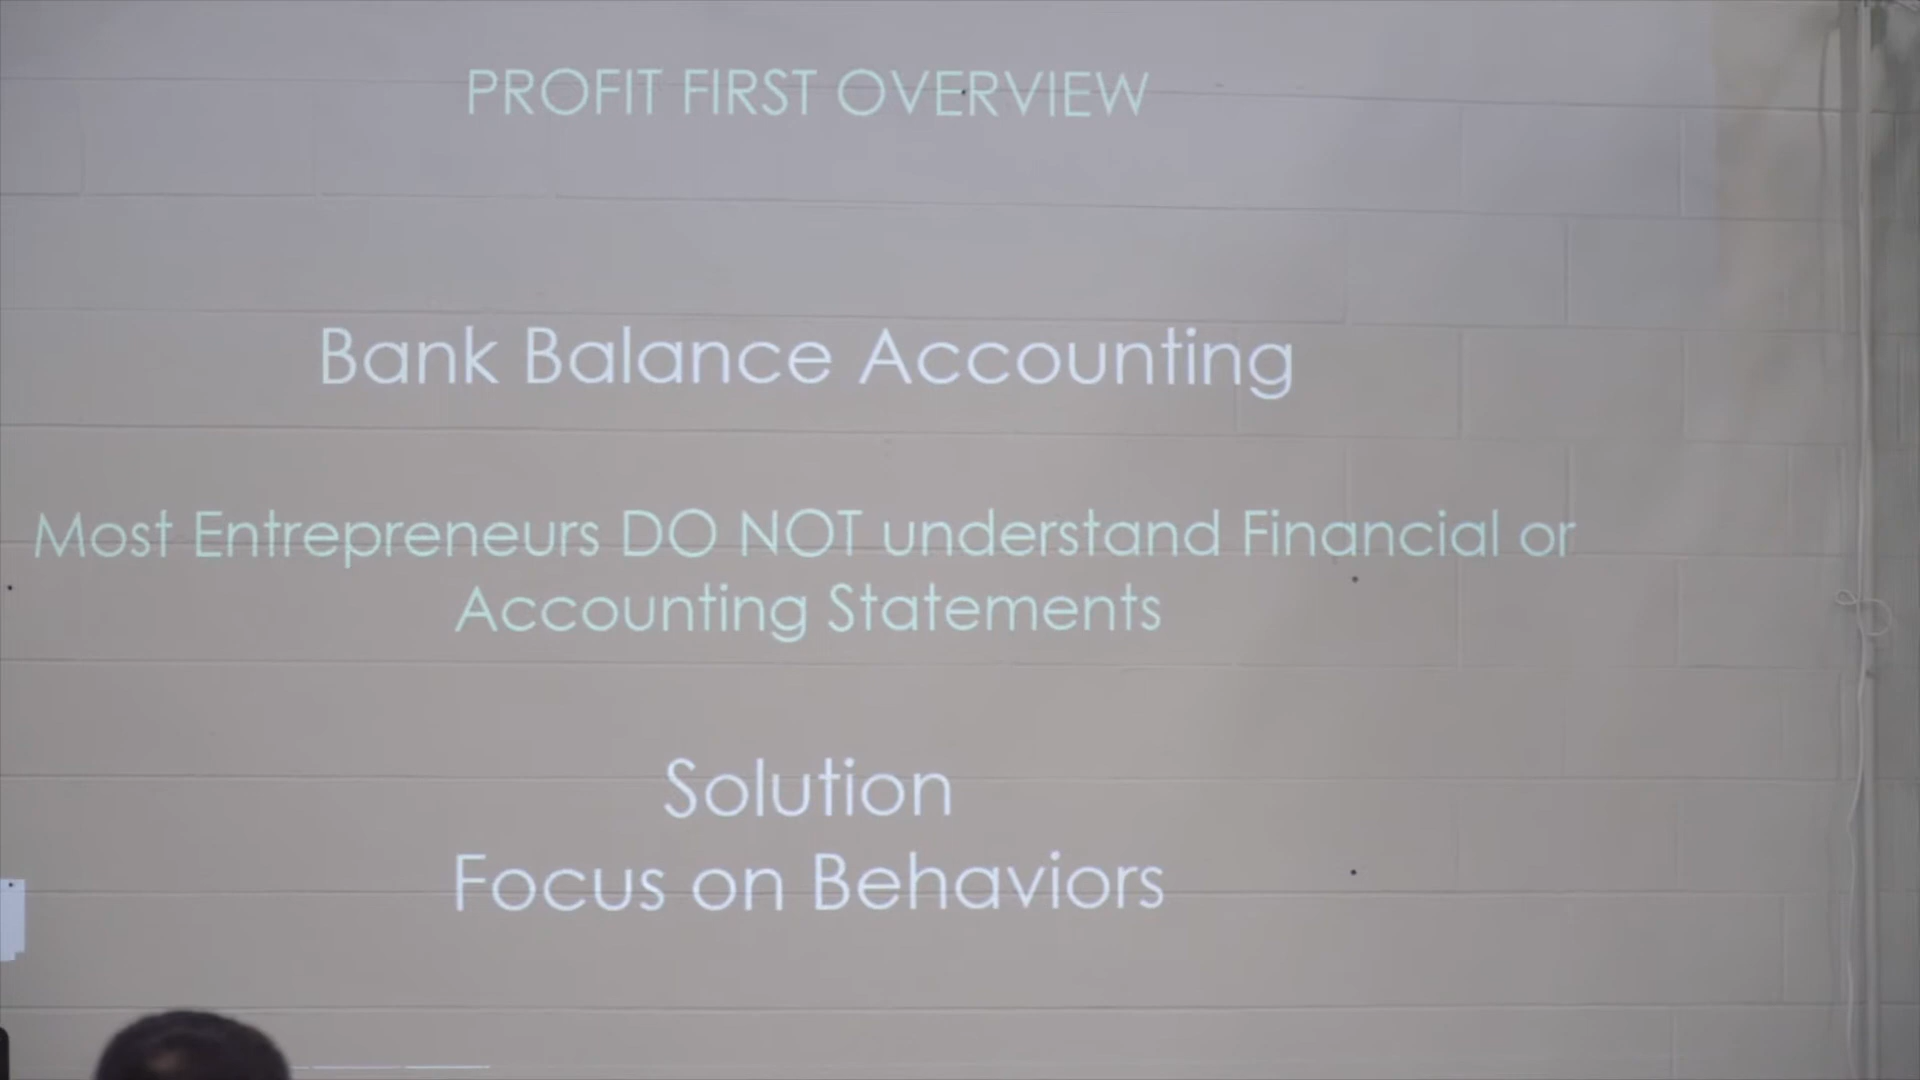 PROFIT FIRST OVERVIEW
Bank Balance Accounting
Most Entrepreneurs DO NOT understand Financial or
Accounting Statements
Solution
Focus on Behaviors